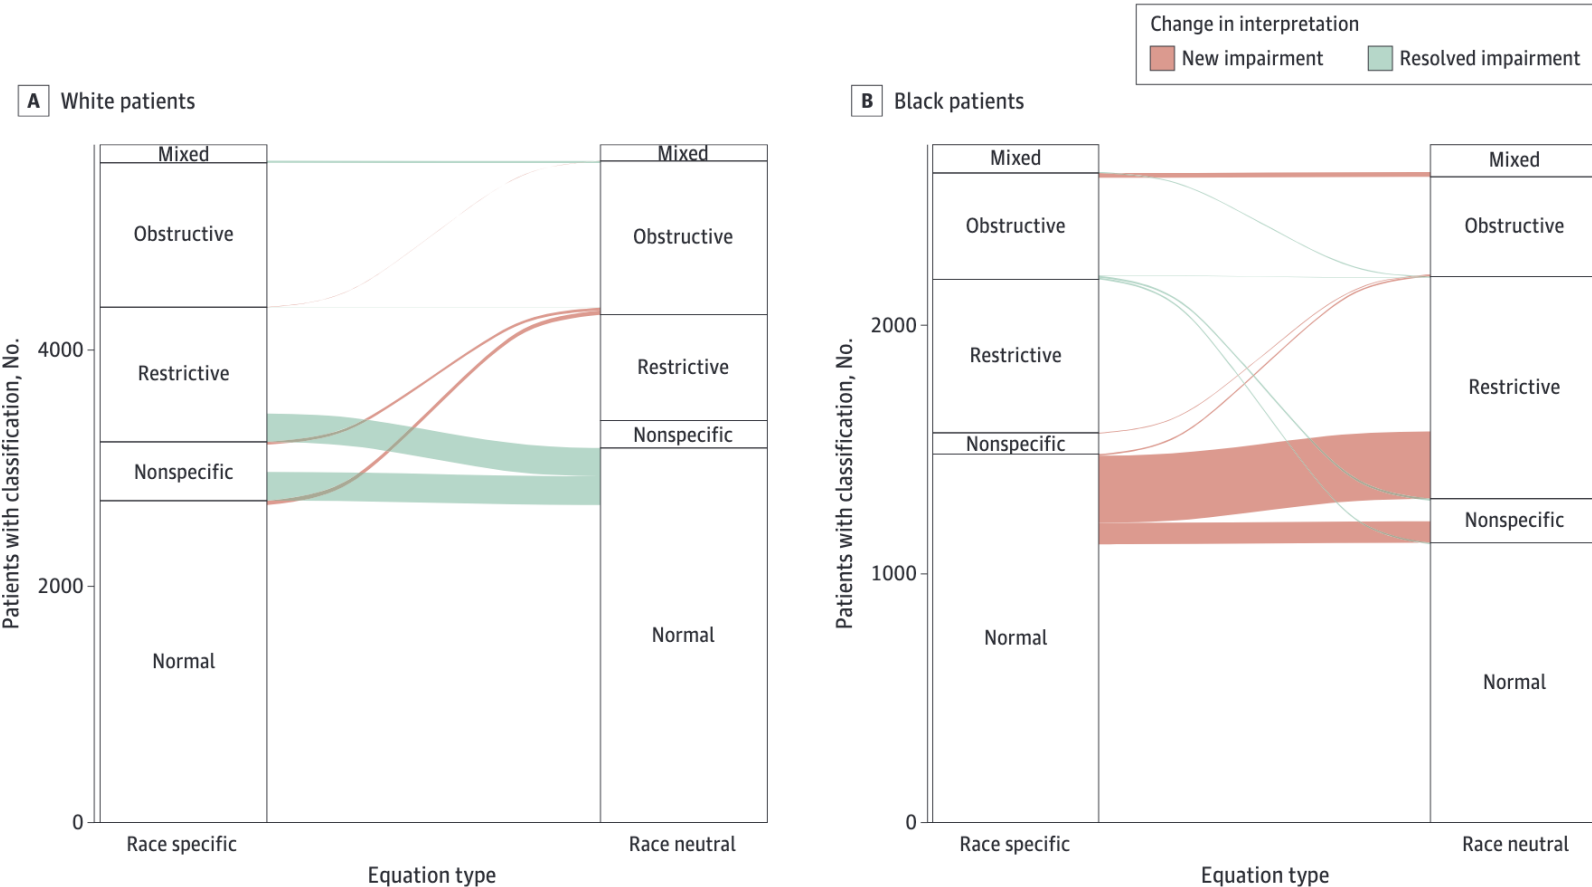 Change in interpretation
New impairment
Resolved impairment
A White patients
Patients with classification, No.
4000
2000
0
Mixed
Obstructive
Restrictive
Nonspecific
Normal
Mixed
Obstructive
Restrictive
Nonspecific
Normal
Race specific
Race neutral
Equation type
B Black patients
Patients with classification, No.
2000
1000
0
Mixed
Obstructive
Restrictive
Nonspecific
Normal
Mixed
Obstructive
Restrictive
Nonspecific
Normal
Race specific
Race neutral
Equation type